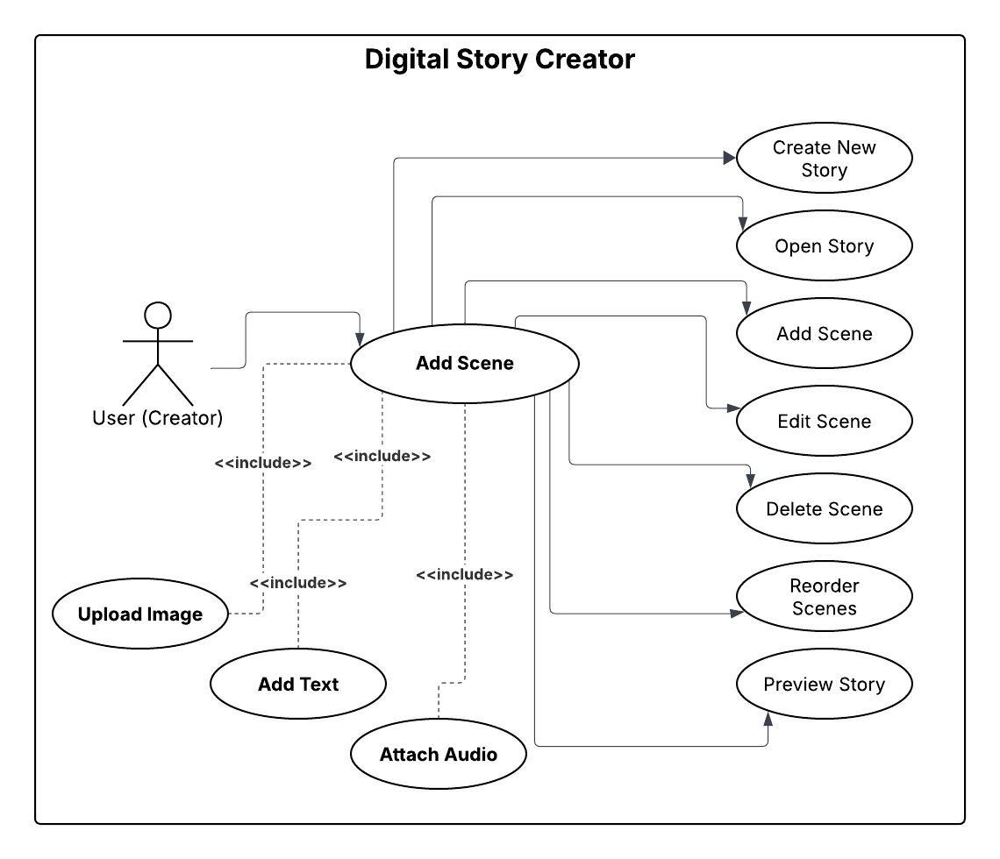 Digital Story Creator
Create New
Story
Open Story
Add Scene
Add Scene
Edit Scene
User (Creator)
<<include>>
<<include>>
Delete Scene
<<include>>
<<include>>
Reorder
Scenes
Upload Image
Add Text
Preview Story
Attach Audio